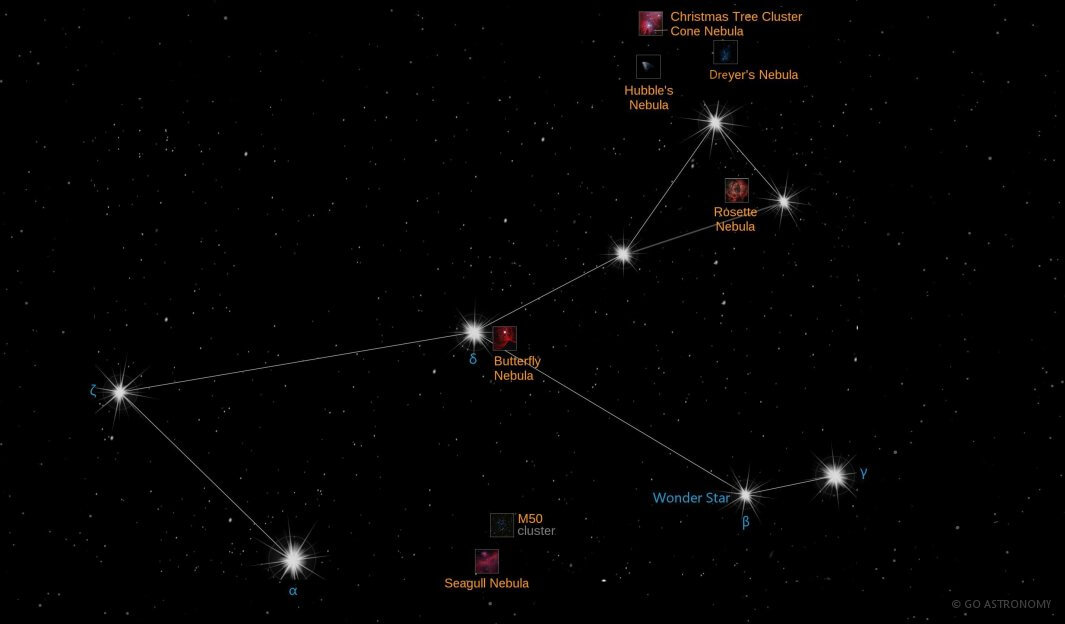 Christmas Tree Cluster
Cone Nebula
Dreyer's Nebula
Hubble's
Nebula
Rosette
Nebula
δ
Butterfly
Nebula
ζ
γ
Wonder Star
β
M50
cluster
Seagull Nebula
α
© GO ASTRONOMY